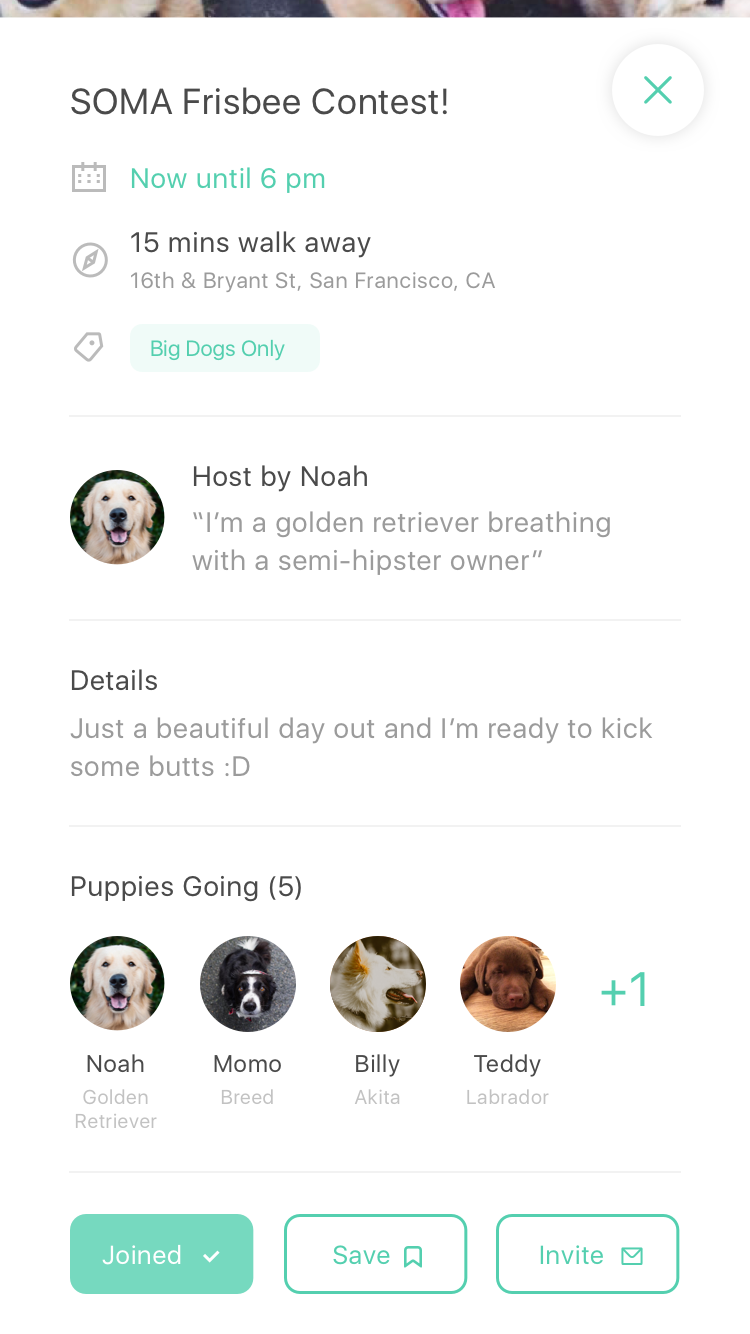 SOMA Frisbee Contest!
Now until 6 pm
15 mins walk away
16th & Bryant St, San Francisco, CA
Big Dogs Only
Host by Noah
“I’m a golden retriever breathing
with a semi-hipster owner”
Details
Just a beautiful day out and I’m ready to kick
some butts :D
Puppies Going (5)
+1
Noah Momo Billy Teddy
Golden Breed Akita Labrador
Retriever
Joined Save Invite